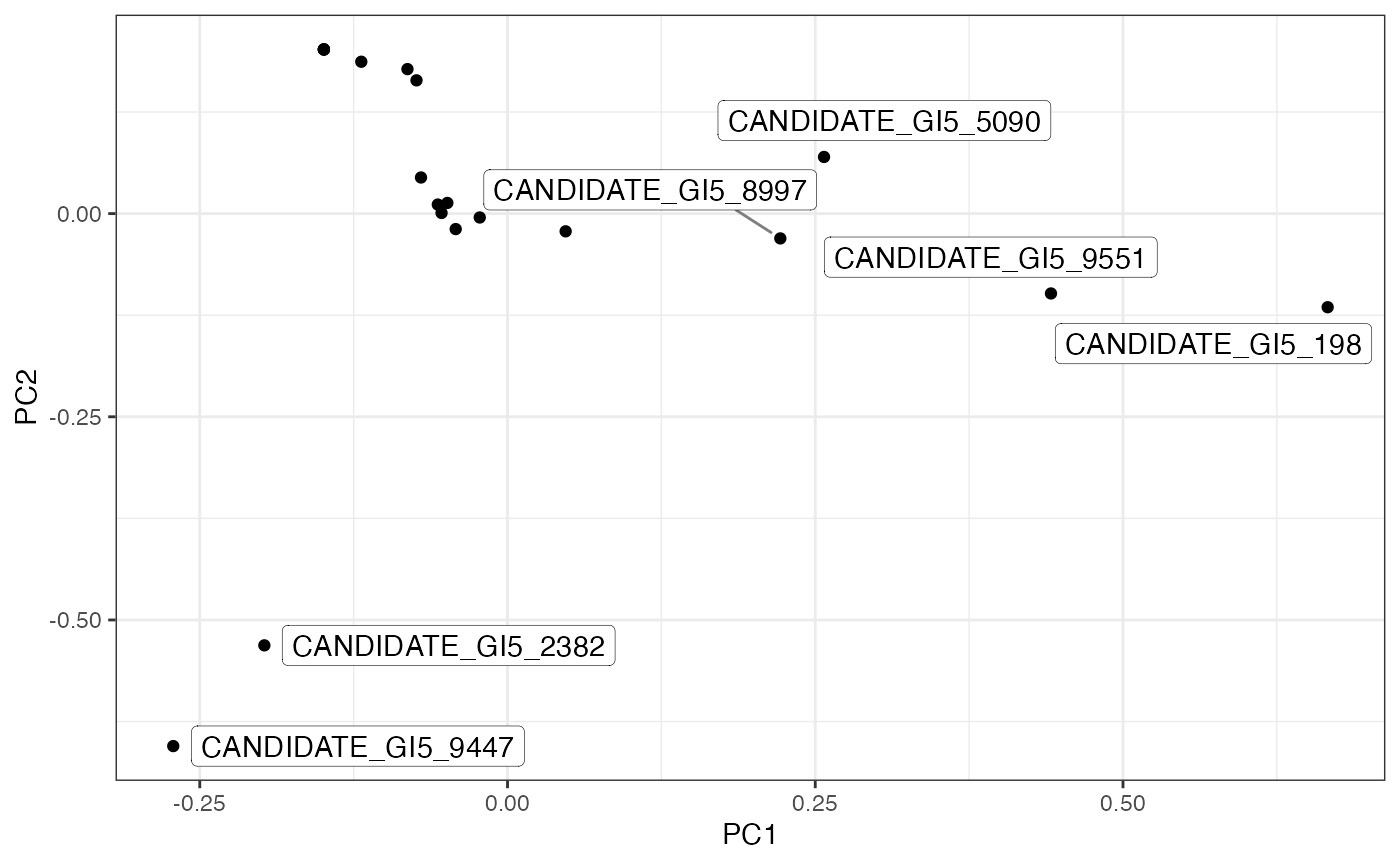 CANDIDATE_GI5_5090
CANDIDATE_GI5_8997
0.00
CANDIDATE_GI5_9551
CANDIDATE_GI5_198
PC2
-0.25
-0.50
CANDIDATE_GI5_2382
CANDIDATE_GI5_9447
-0.25
0.00
0.25
0.50
PC1